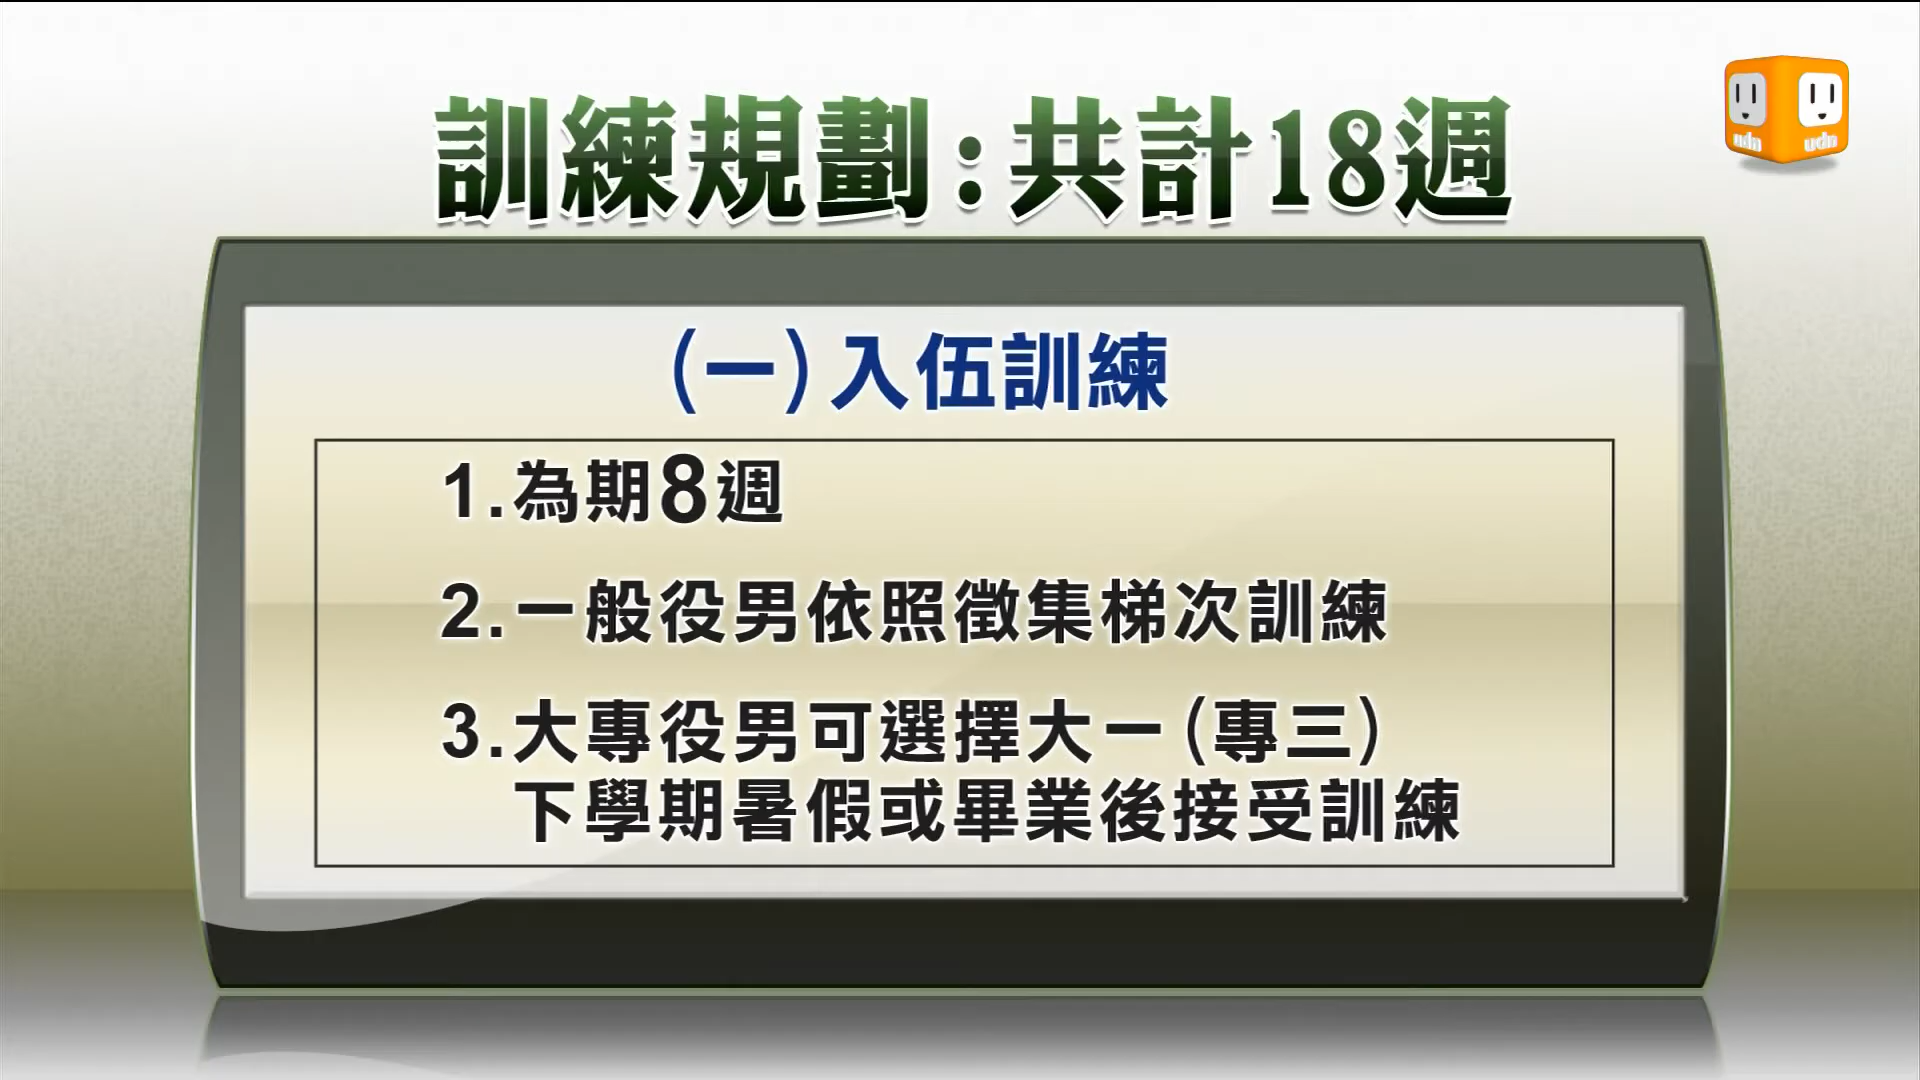 訓練規劃：共計18週
udn udn
(一)入伍訓練
1.為期8週
2.一般役男依照徵集梯次訓練
3.大專役男可選擇大一(專三)
下學期暑假或畢業後接受訓練